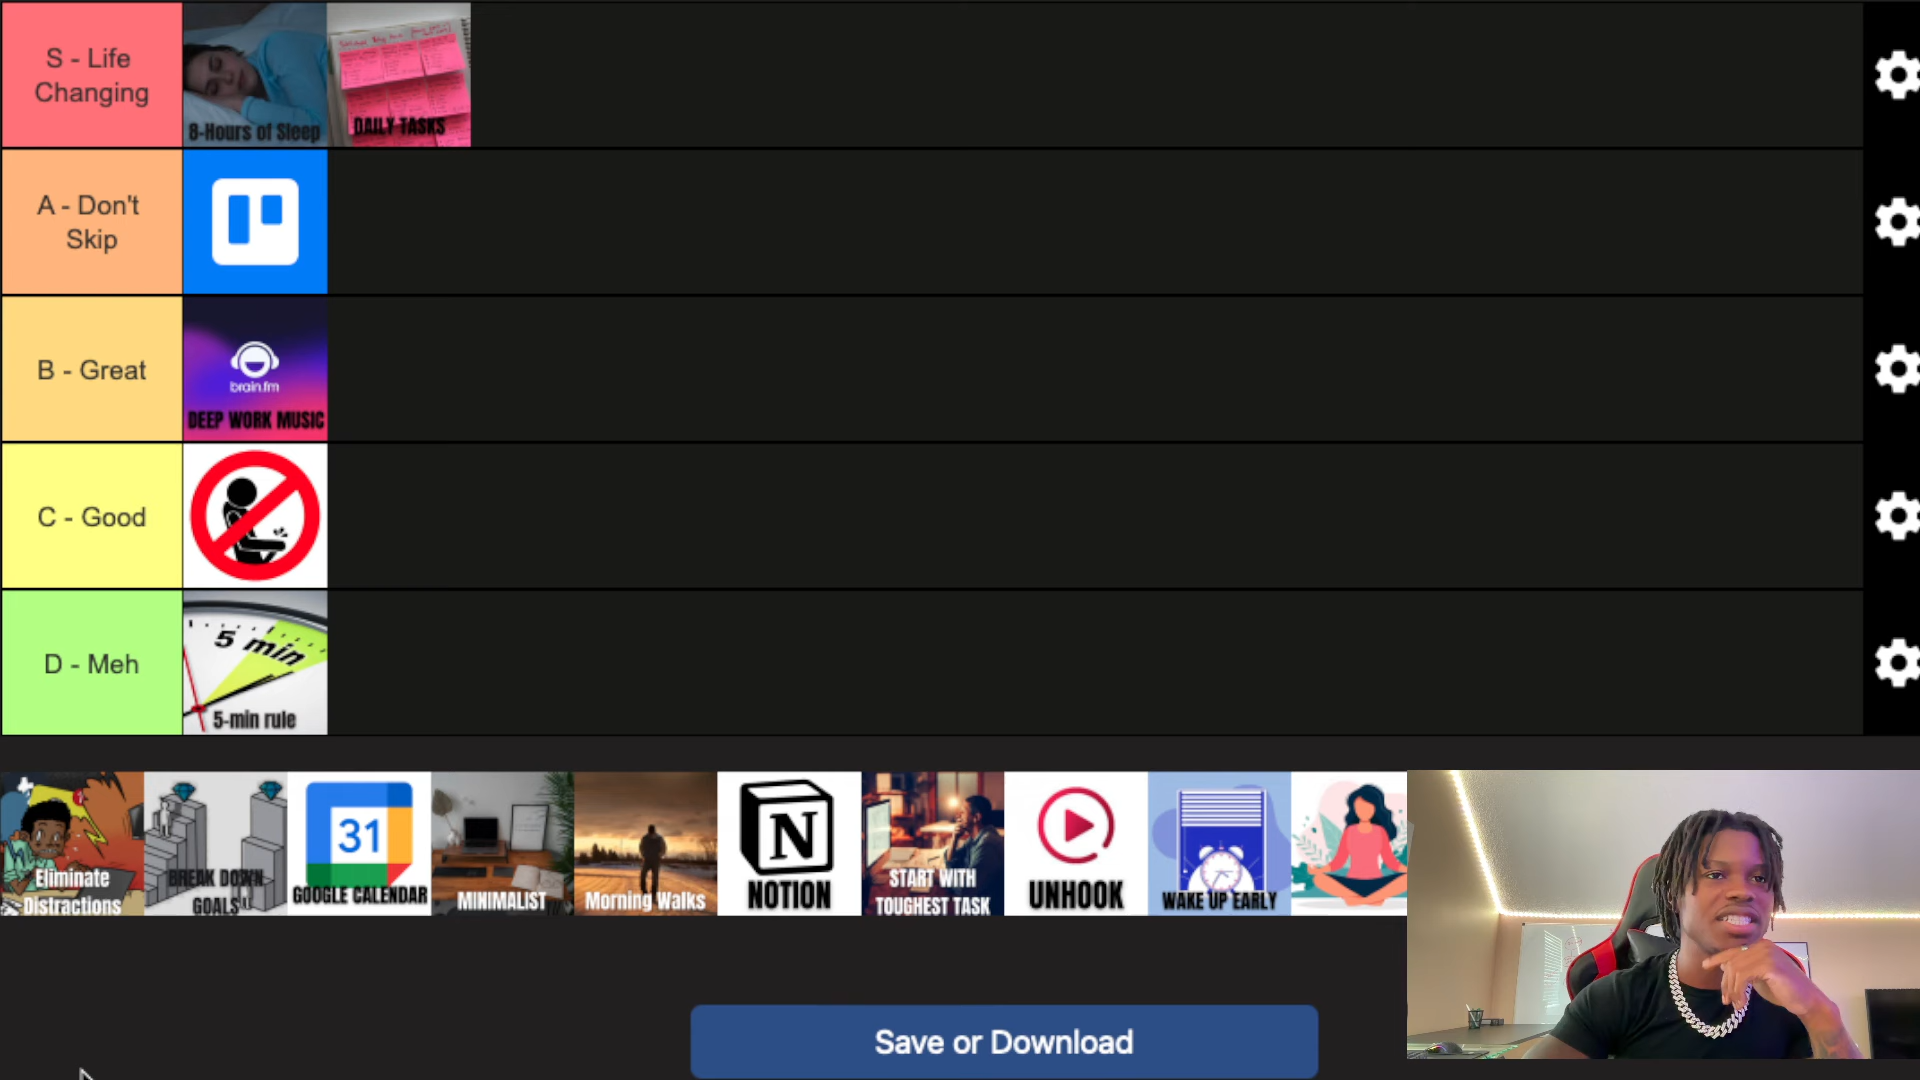 S - Life
Changing
8-Hours of Sleep
DAILY TASKS
A - Don't
Skip
B - Great
brain.fm
DEEP WORK MUSIC
C - Good
D - Meh
5 min
5-min rule
Eliminate
Distractions
BREAK DOWN
GOALS
31
GOOGLE CALENDAR
MINIMALIST
Morning Walks
N
NOTION
START WITH
TOUGHEST TASK
UNHOOK
WAKE UP EARLY
Save or Download